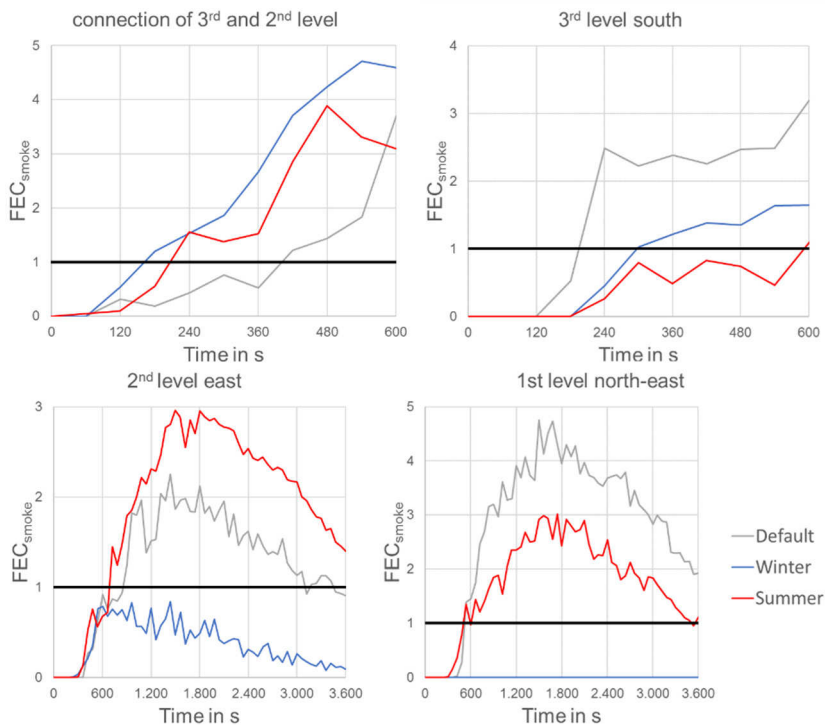 connection of 3rd and 2nd level
5
4
3
2
1
0
FECsmoke
0 120 240 360 480 600
Time in s
3rd level south
4
3
2
1
0
FECsmoke
0 120 240 360 480 600
Time in s
2nd level east
3
2
1
0
FECsmoke
0 600 1.200 1.800 2.400 3.000 3.600
Time in s
1st level north-east
5
4
3
2
1
0
FECsmoke
0 600 1.200 1.800 2.400 3.000 3.600
Time in s
Default
Winter
Summer